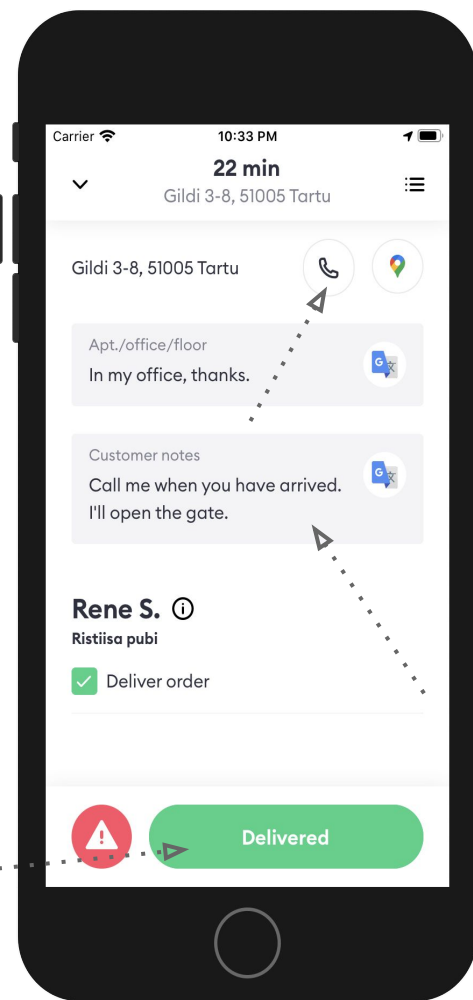 Carrier
10:33 PM
22 min
Gildi 3-8, 51005 Tartu
Gildi 3-8, 51005 Tartu
Apt./office/floor
In my office, thanks.
G 文
Customer notes
Call me when you have arrived.
I'll open the gate.
G 文
Rene S.
Ristiisa pubi
Deliver order
Delivered